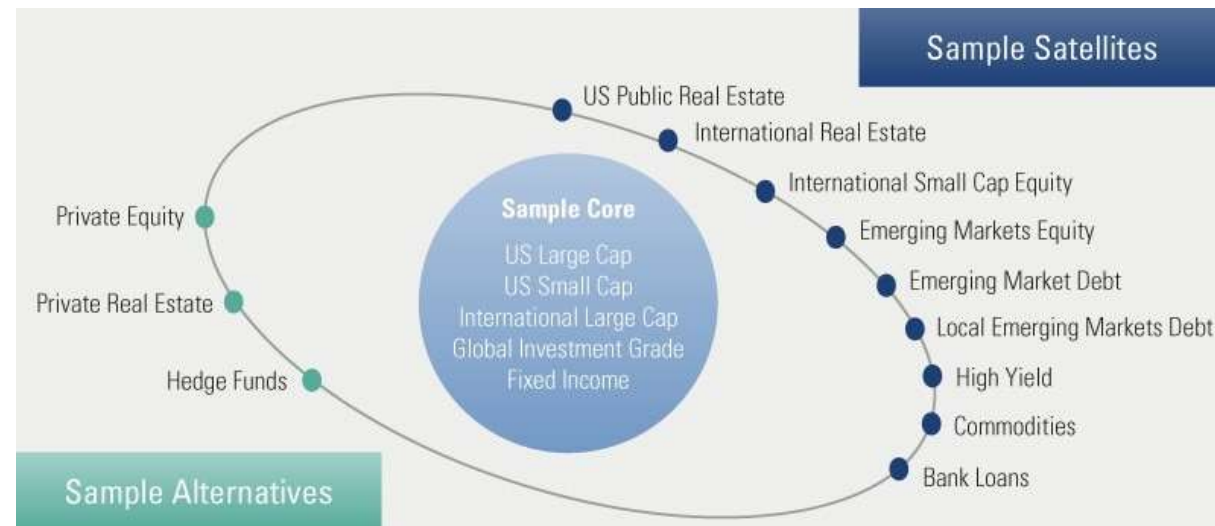 Sample Satellites
US Public Real Estate
International Real Estate
International Small Cap Equity
Emerging Markets Equity
Emerging Market Debt
Local Emerging Markets Debt
High Yield
Commodities
Bank Loans
Sample Core
US Large Cap
US Small Cap
International Large Cap
Global Investment Grade
Fixed Income
Private Equity
Private Real Estate
Hedge Funds
Sample Alternatives